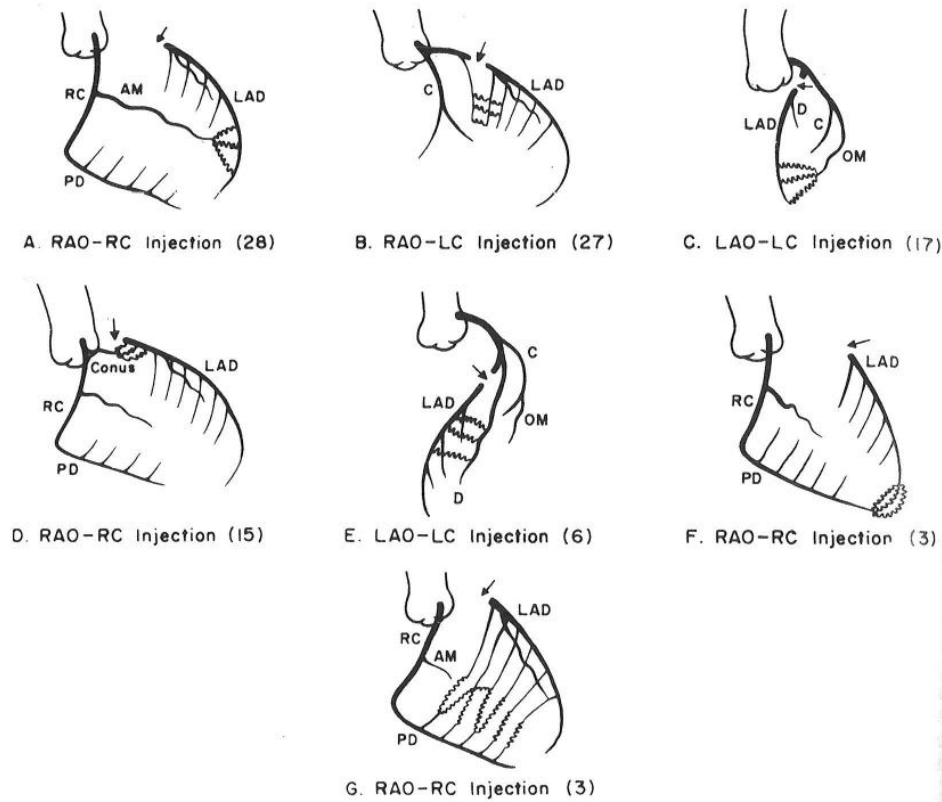 RC
AM
LAD
PD
A. RAO-RC Injection (28)
C
LAD
B. RAO-LC Injection (27)
D
LAD
C
OM
C. LAO-LC Injection (17)
Conus
LAD
RC
PD
D. RAO-RC Injection (15)
C
LAD
OM
D
E. LAO-LC Injection (6)
LAD
RC
PD
F. RAO-RC Injection (3)
LAD
RC
AM
PD
G. RAO-RC Injection (3)